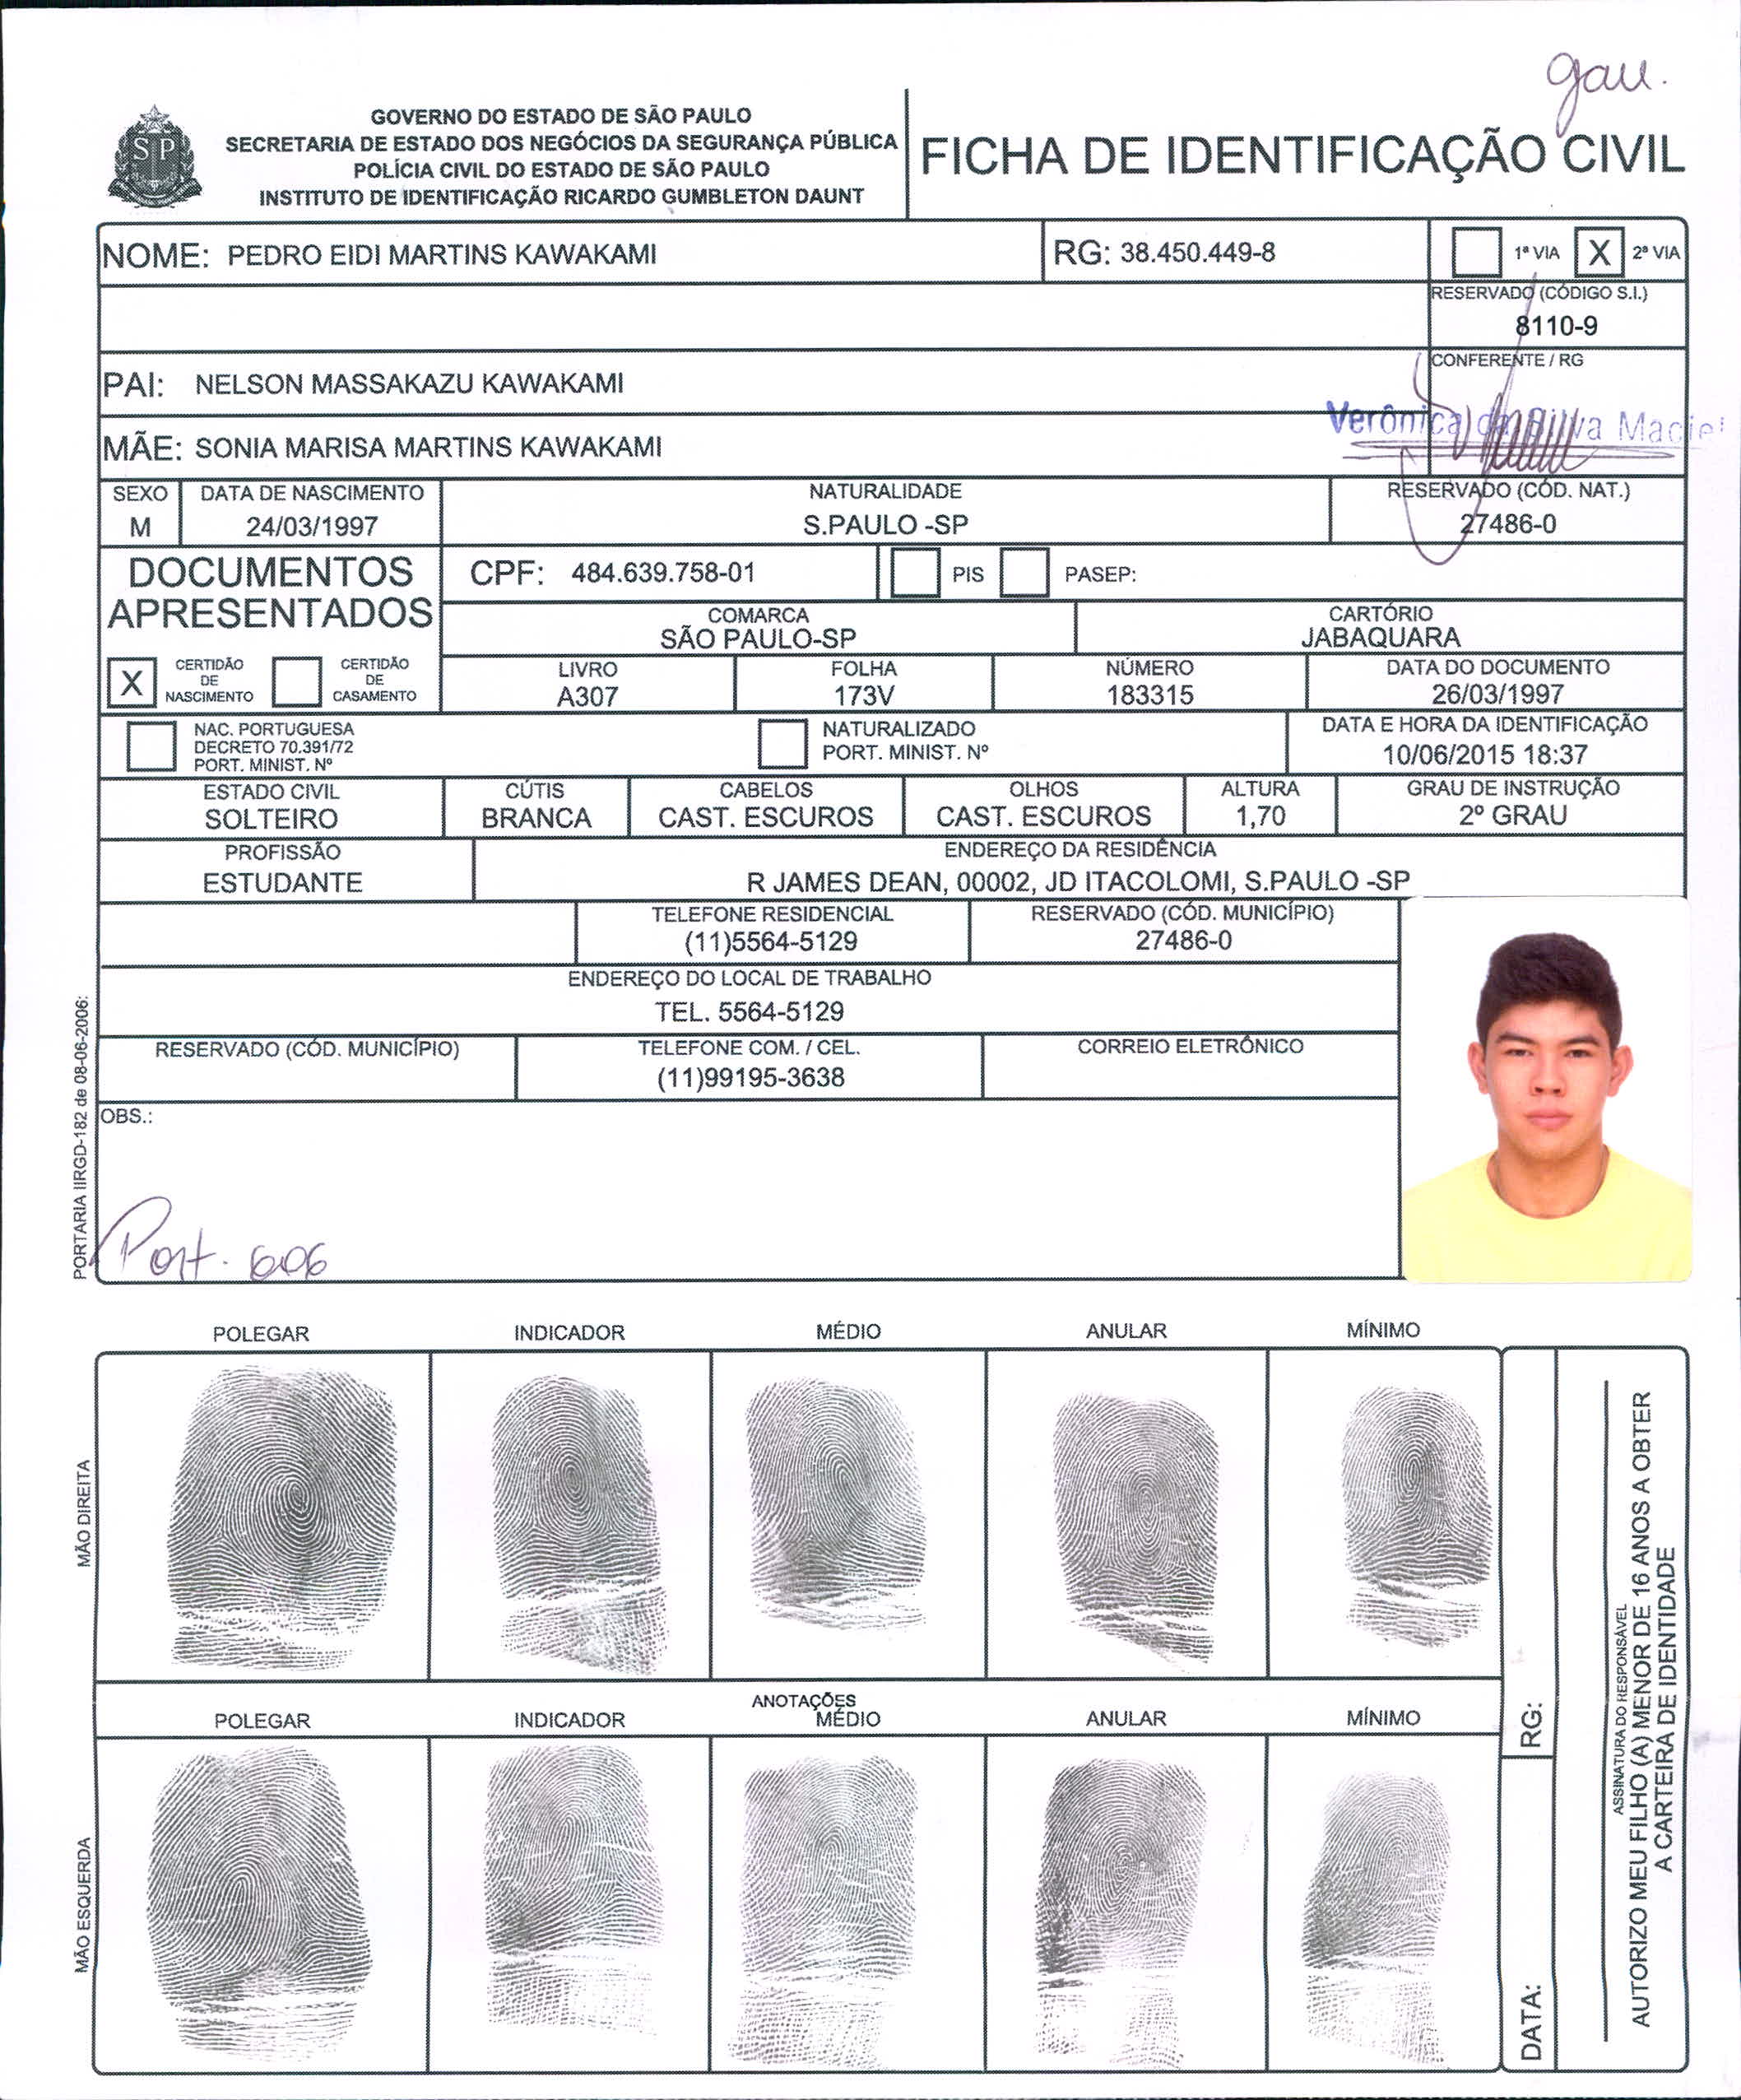 gau.
SP
GOVERNO DO ESTADO DE SÃO PAULO
SECRETARIA DE ESTADO DOS NEGÓCIOS DA SEGURANÇA PÚBLICA
POLÍCIA CIVIL DO ESTADO DE SÃO PAULO
INSTITUTO DE IDENTIFICAÇÃO RICARDO GUMBLETON DAUNT
FICHA DE IDENTIFICAÇÃO CIVIL
NOME: PEDRO EIDI MARTINS KAWAKAMI
RG: 38.450.449-8
1ª VIA X 2ª VIA
RESERVADO (CÓDIGO S.I.)
8110-9
PAI: NELSON MASSAKAZU KAWAKAMI
CONFERENTE / RG
Verônica da Silva Maciel
MÃE: SONIA MARISA MARTINS KAWAKAMI
SEXO
M
DATA DE NASCIMENTO
24/03/1997
NATURALIDADE
S.PAULO -SP
RESERVADO (CÓD. NAT.)
27486-0
DOCUMENTOS
APRESENTADOS
CPF: 484.639.758-01
PIS
PASEP:
COMARCA
SÃO PAULO-SP
CARTÓRIO
JABAQUARA
X CERTIDÃO
DE
NASCIMENTO
CERTIDÃO
DE
CASAMENTO
LIVRO
A307
FOLHA
173V
NÚMERO
183315
DATA DO DOCUMENTO
26/03/1997
NAC. PORTUGUESA
DECRETO 70.391/72
PORT. MINIST. Nº
NATURALIZADO
PORT. MINIST. Nº
DATA E HORA DA IDENTIFICAÇÃO
10/06/2015 18:37
ESTADO CIVIL
SOLTEIRO
CÚTIS
BRANCA
CABELOS
CAST. ESCUROS
OLHOS
CAST. ESCUROS
ALTURA
1,70
GRAU DE INSTRUÇÃO
2º GRAU
PROFISSÃO
ESTUDANTE
ENDEREÇO DA RESIDÊNCIA
R JAMES DEAN, 00002, JD ITACOLOMI, S.PAULO -SP
TELEFONE RESIDENCIAL
(11)5564-5129
RESERVADO (CÓD. MUNICÍPIO)
27486-0
ENDEREÇO DO LOCAL DE TRABALHO
TEL. 5564-5129
RESERVADO (CÓD. MUNICÍPIO)
TELEFONE COM. / CEL.
(11)99195-3638
CORREIO ELETRÔNICO
OBS.:
Port. 606
PORTARIA IIRGD-182 de 08-06-2006:
POLEGAR INDICADOR MÉDIO ANULAR MÍNIMO
MÃO DIREITA
ANOTAÇÕES
POLEGAR INDICADOR MÉDIO ANULAR MÍNIMO
MÃO ESQUERDA
RG:
DATA:
ASSINATURA DO RESPONSÁVEL
AUTORIZO MEU FILHO (A) MENOR DE 16 ANOS A OBTER
A CARTEIRA DE IDENTIDADE